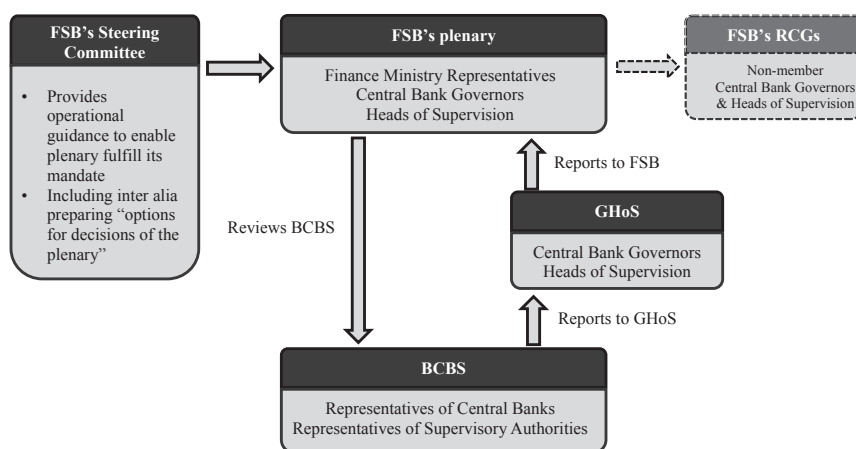 FSB's Steering
Committee
• Provides
operational
guidance to enable
plenary fulfill its
mandate
• Including inter alia
preparing “options
for decisions of the
plenary”
FSB's plenary
Finance Ministry Representatives
Central Bank Governors
Heads of Supervision
FSB's RCGs
Non-member
Central Bank Governors
& Heads of Supervision
Reports to FSB
Reviews BCBS
GHoS
Central Bank Governors
Heads of Supervision
Reports to GHoS
BCBS
Representatives of Central Banks
Representatives of Supervisory Authorities